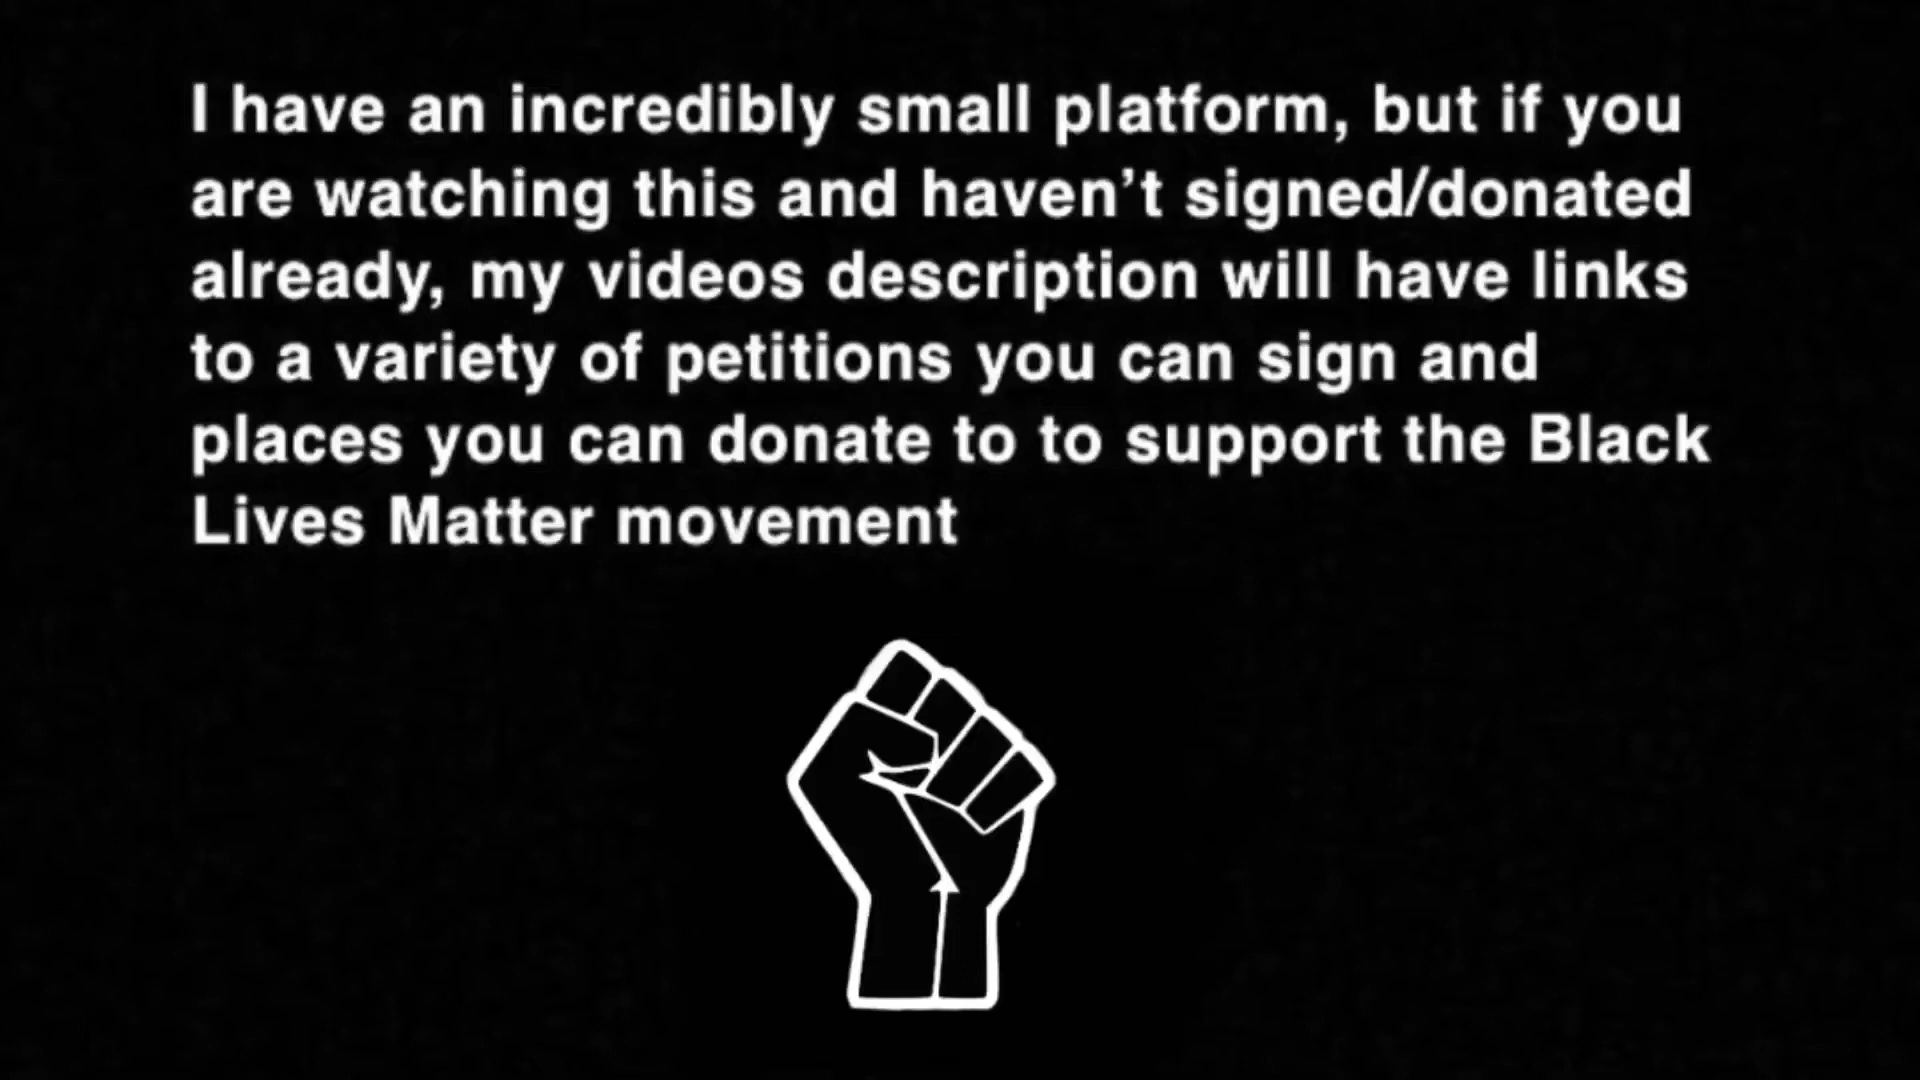 I have an incredibly small platform, but if you
are watching this and haven't signed/donated
already, my videos description will have links
to a variety of petitions you can sign and
places you can donate to to support the Black
Lives Matter movement